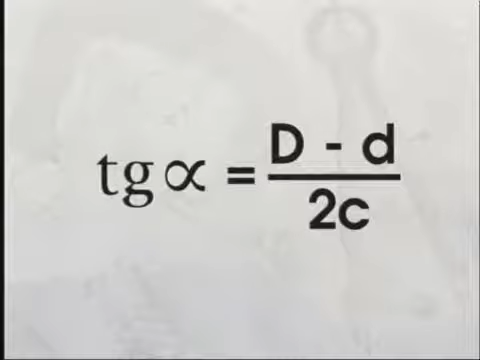 tg ∝ = D - d
2c